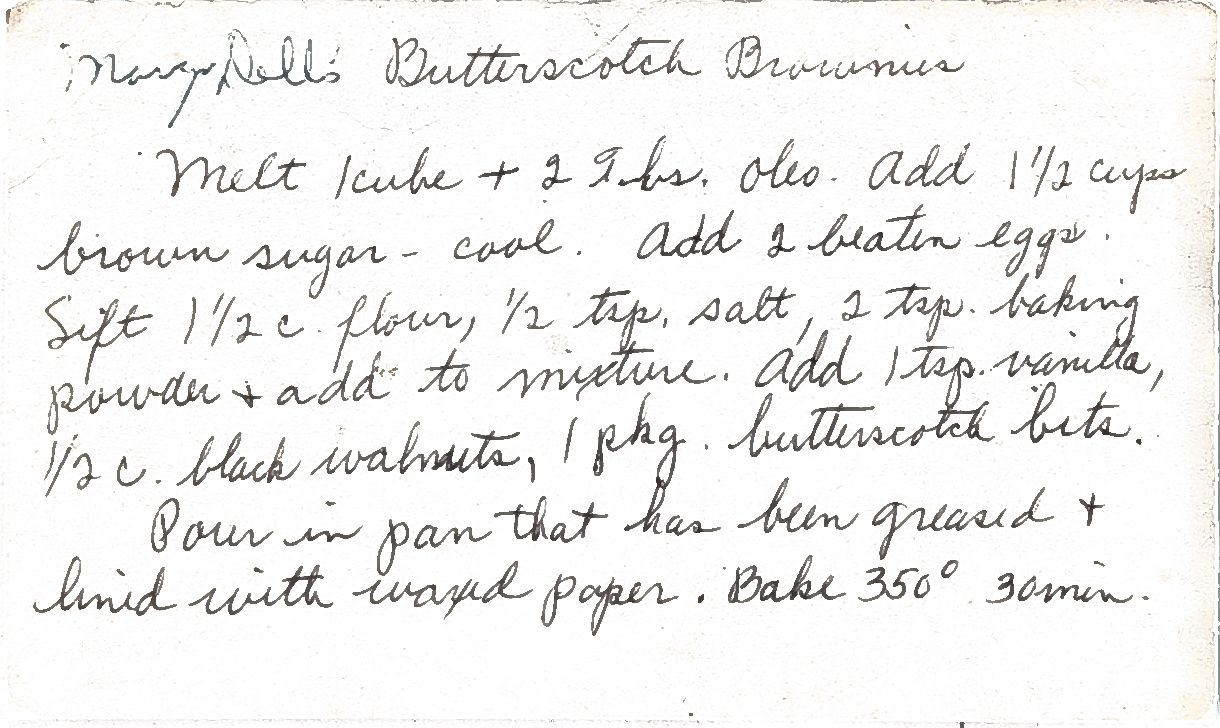 Mary Dell's Butterscotch Brownies
Melt 1 cube + 2 Tbs. oleo. Add 1 1/2 cups
brown sugar - cool. Add 2 beaten eggs.
Sift 1 1/2 c. flour, 1/2 tsp. salt, 2 tsp. baking
powder + add to mixture. Add 1 tsp. vanilla,
1/2 c. black walnuts, 1 pkg. butterscotch bits.
Pour in pan that has been greased +
lined with waxed paper. Bake 350° 30 min.